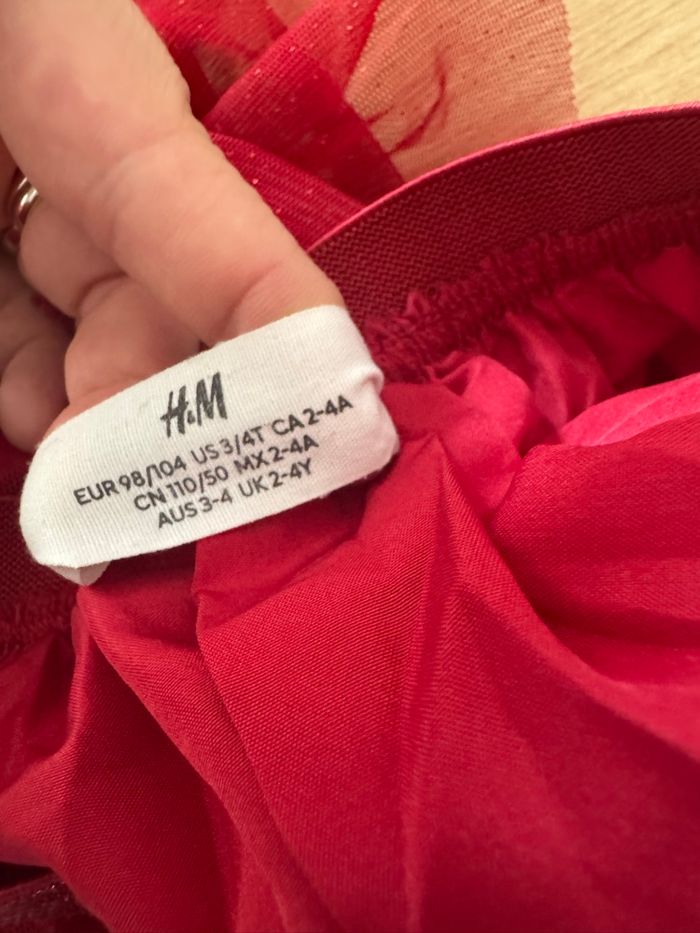 H&M
EUR 98/104 US 3/4T CA 2-4A
CN 110/50 MX 2-4A
AUS 3-4 UK 2-4Y